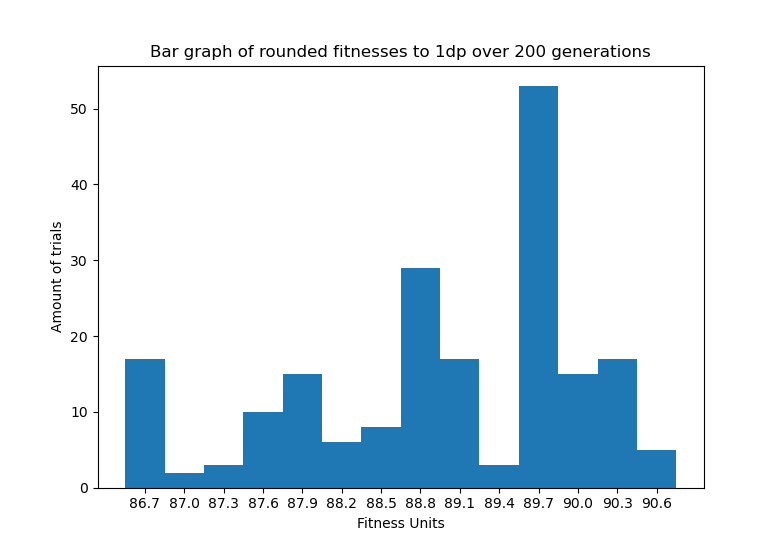 Bar graph of rounded fitnesses to 1dp over 200 generations
50
40
30
20
10
0
Amount of trials
86.7 87.0 87.3 87.6 87.9 88.2 88.5 88.8 89.1 89.4 89.7 90.0 90.3 90.6
Fitness Units